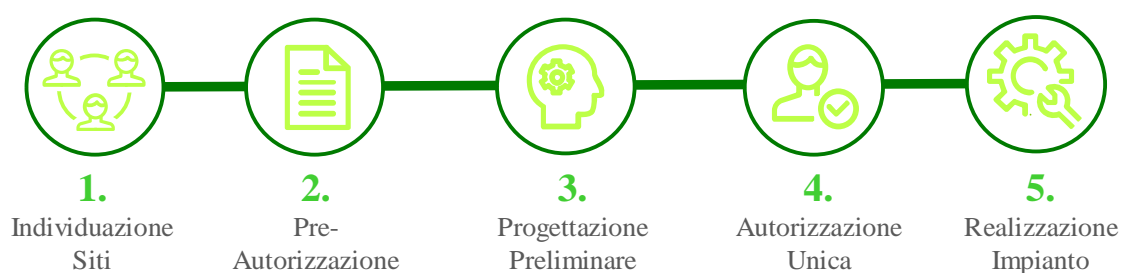 1.
Individuazione
Siti
2.
Pre-
Autorizzazione
3.
Progettazione
Preliminare
4.
Autorizzazione
Unica
5.
Realizzazione
Impianto